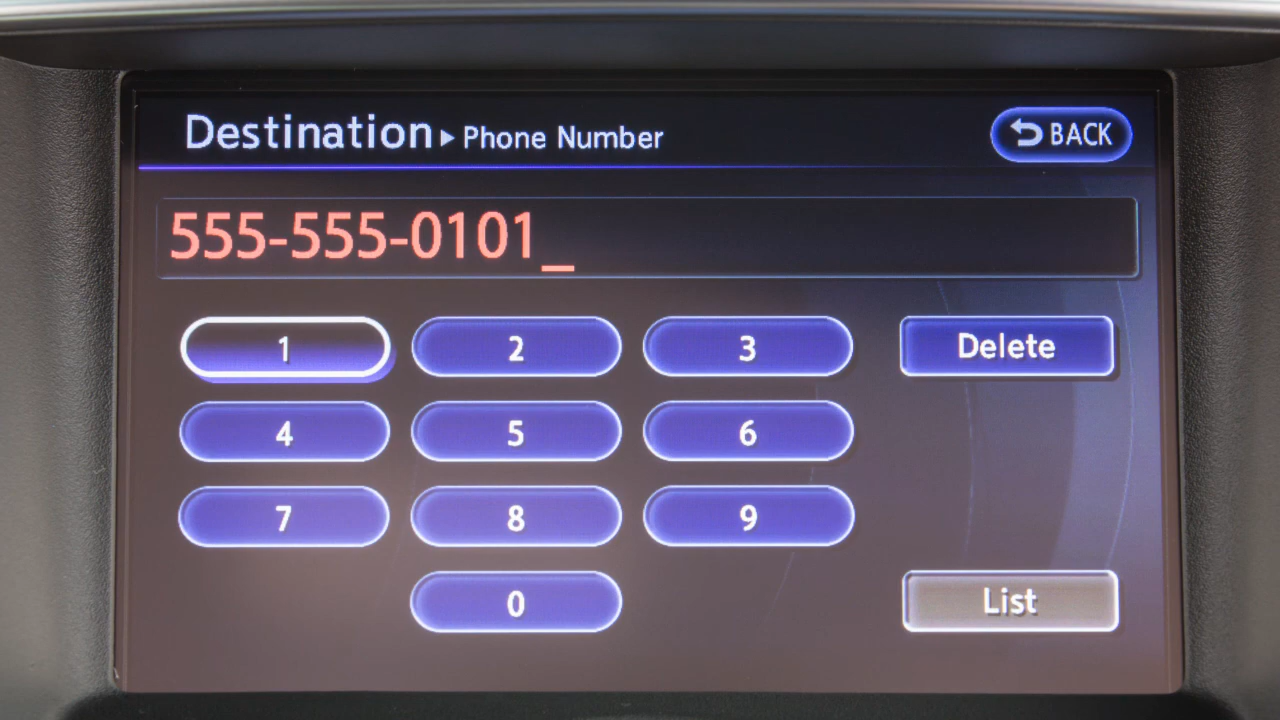 Destination ▸ Phone Number
BACK
555-555-0101_
1 2 3 Delete
4 5 6
7 8 9
0 List